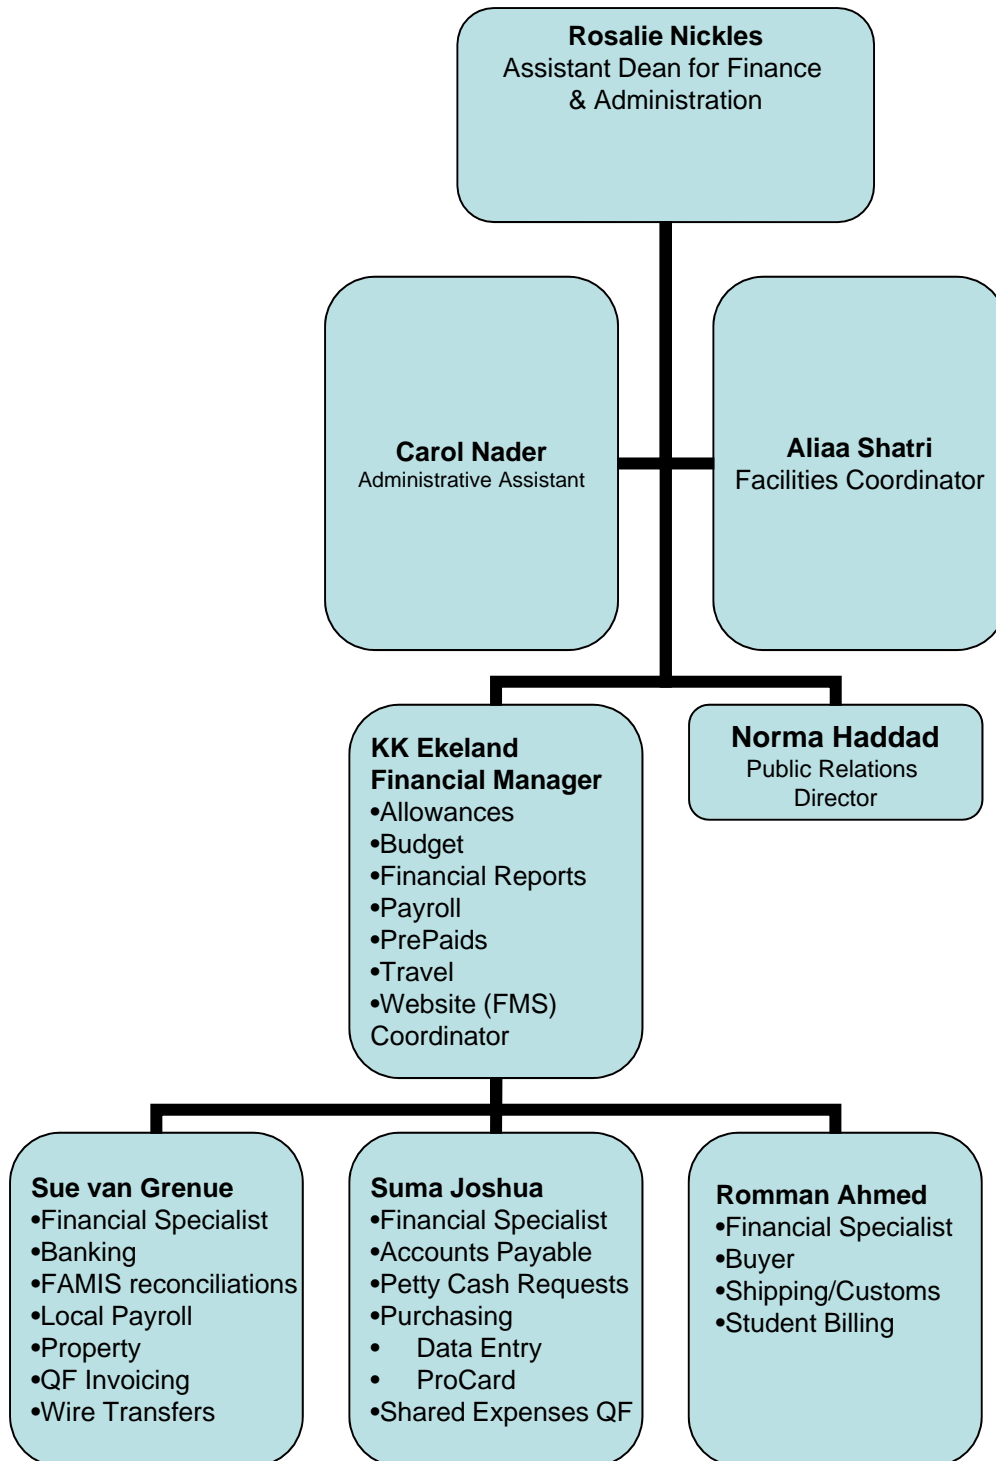 Rosalie Nickles
Assistant Dean for Finance
& Administration
Carol Nader
Administrative Assistant
Aliaa Shatri
Facilities Coordinator
KK Ekeland
Financial Manager
•Allowances
•Budget
•Financial Reports
•Payroll
•PrePaids
•Travel
•Website (FMS)
Coordinator
Norma Haddad
Public Relations
Director
Sue van Grenue
•Financial Specialist
•Banking
•FAMIS reconciliations
•Local Payroll
•Property
•QF Invoicing
•Wire Transfers
Suma Joshua
•Financial Specialist
•Accounts Payable
•Petty Cash Requests
•Purchasing
• Data Entry
• ProCard
•Shared Expenses QF
Romman Ahmed
•Financial Specialist
•Buyer
•Shipping/Customs
•Student Billing